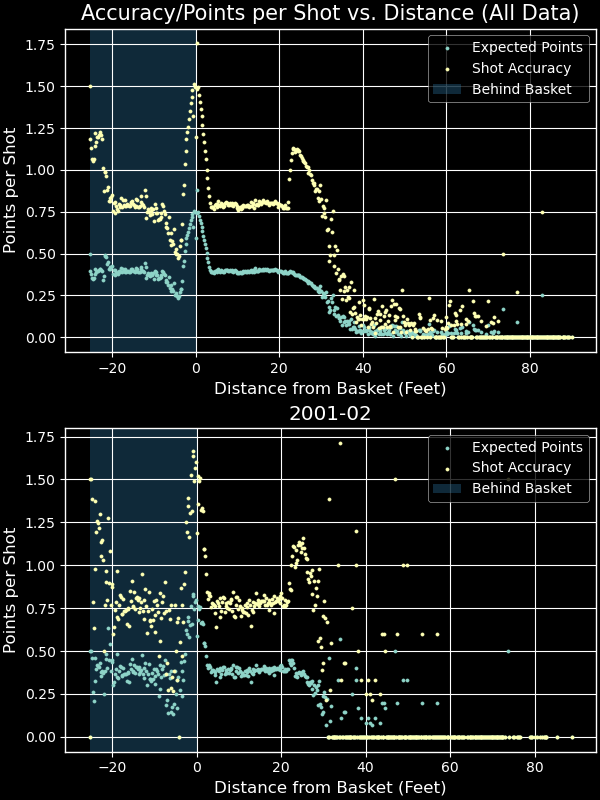 Accuracy/Points per Shot vs. Distance (All Data)
1.75
1.50
1.25
1.00
0.75
0.50
0.25
0.00
Points per Shot
Expected Points
Shot Accuracy
Behind Basket
−20 0 20 40 60 80
Distance from Basket (Feet)
2001-02
1.75
1.50
1.25
1.00
0.75
0.50
0.25
0.00
Points per Shot
Expected Points
Shot Accuracy
Behind Basket
−20 0 20 40 60 80
Distance from Basket (Feet)